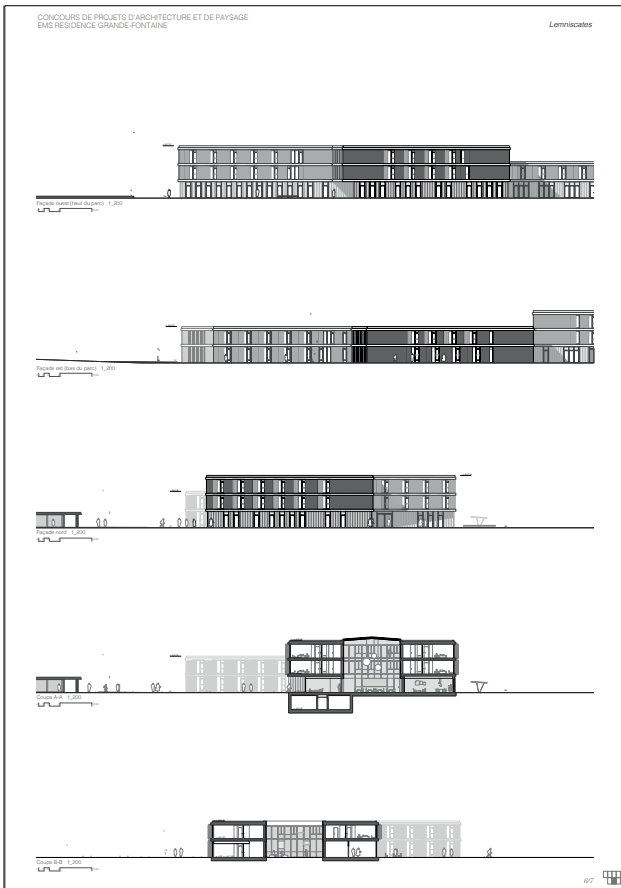 CONCOURS DE PROJETS D'ARCHITECTURE ET DE PAYSAGE
EMS RESIDENCE GRANDE-FONTAINE
Lemniscates
Façade ouest (haut du parc) 1_200
Façade est (bas du parc) 1_200
Façade nord 1_200
Coupe A-A 1_200
Coupe B-B 1_200
6/7